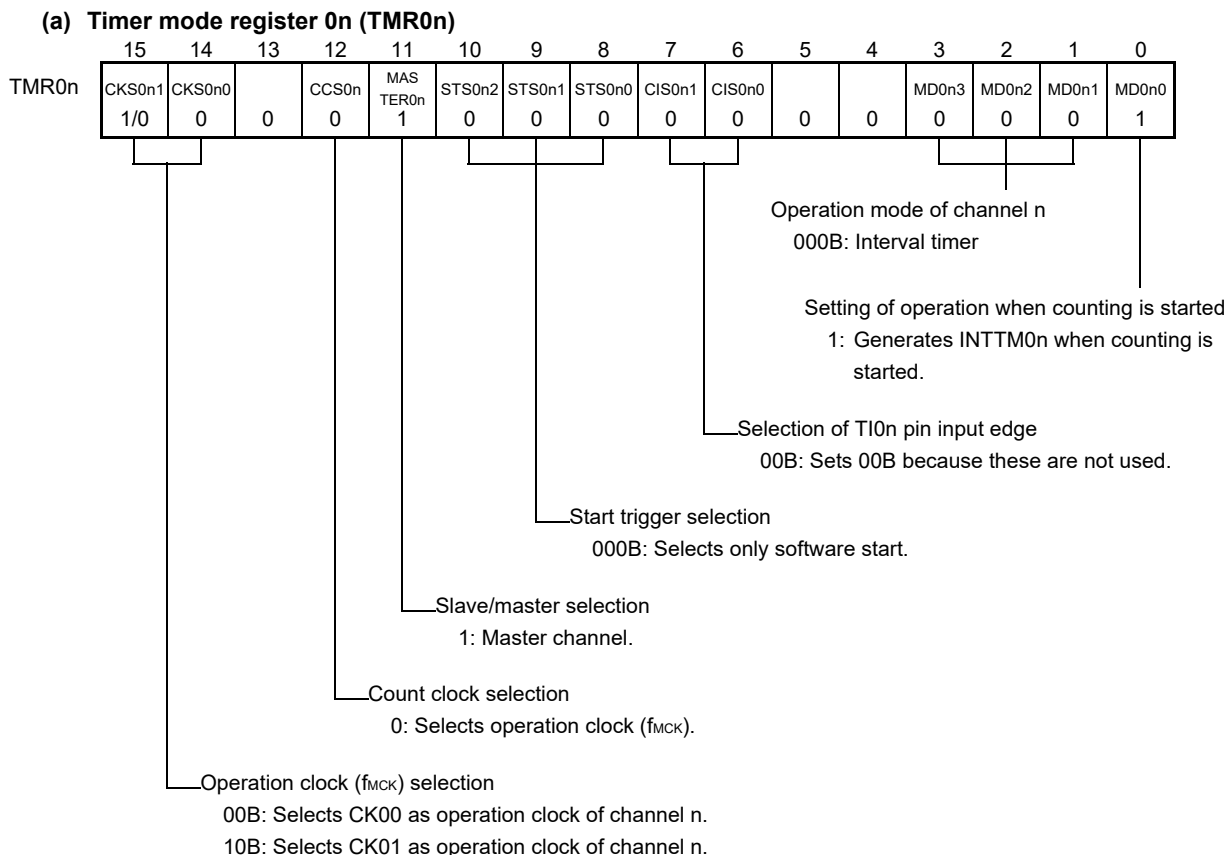 (a) Timer mode register 0n (TMR0n)
15 14 13 12 11 10 9 8 7 6 5 4 3 2 1 0
TMR0n CKS0n1 CKS0n0 CCS0n MAS TER0n STS0n2 STS0n1 STS0n0 CIS0n1 CIS0n0 MD0n3 MD0n2 MD0n1 MD0n0
1/0 0 0 0 1 0 0 0 0 0 0 0 0 0 0 1
Operation mode of channel n
000B: Interval timer
Setting of operation when counting is started
1: Generates INTTM0n when counting is
started.
Selection of TI0n pin input edge
00B: Sets 00B because these are not used.
Start trigger selection
000B: Selects only software start.
Slave/master selection
1: Master channel.
Count clock selection
0: Selects operation clock (fMCK).
Operation clock (fMCK) selection
00B: Selects CK00 as operation clock of channel n.
10B: Selects CK01 as operation clock of channel n.